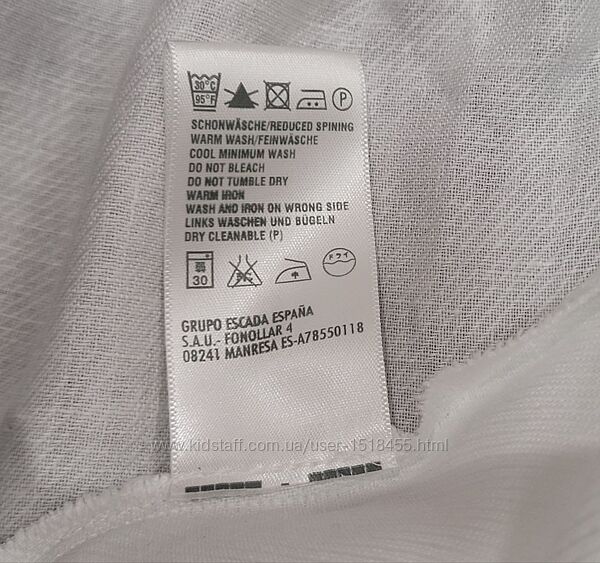 30°C
95°F
P
SCHONWÄSCHE/REDUCED SPINING
WARM WASH/FEINWÄSCHE
COOL MINIMUM WASH
DO NOT BLEACH
DO NOT TUMBLE DRY
WARM IRON
WASH AND IRON ON WRONG SIDE
LINKS WASCHEN UND BÜGELN
DRY CLEANABLE (P)
30
ドライ
GRUPO ESCADA ESPAÑA
S.A.U.- FONOLLAR 4
08241 MANRESA ES-A78550118
www.kidstaff.com.ua/user-1518455.html